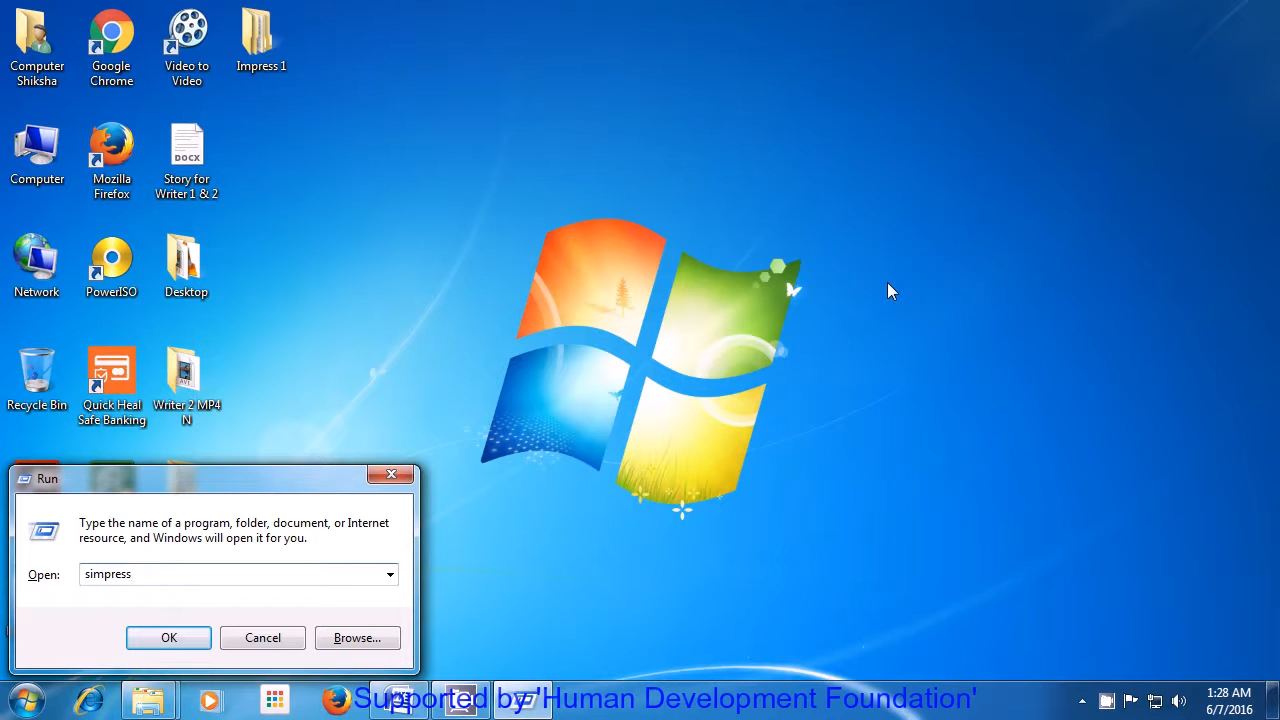 Computer
Shiksha
Google
Chrome
Video to
Video
Impress 1
Computer
Mozilla
Firefox
DOCX
Story for
Writer 1 & 2
Network
PowerISO
Desktop
Recycle Bin
Quick Heal
Safe Banking
Writer 2 MP4
N
Run
Type the name of a program, folder, document, or Internet
resource, and Windows will open it for you.
Open:
simpress
OK
Cancel
Browse...
Supported by 'Human Development Foundation'
1:28 AM
6/7/2016